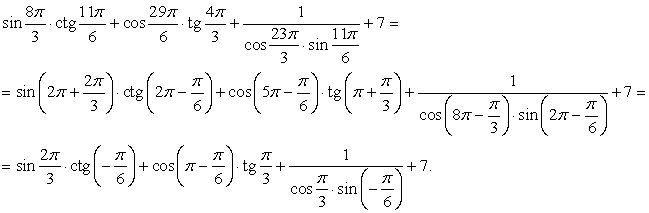 sin 8π/3 · ctg 11π/6 + cos 29π/6 · tg 4π/3 + 1/(cos 23π/3 · sin 11π/6) + 7 =
= sin(2π + 2π/3) · ctg(2π − π/6) + cos(5π − π/6) · tg(π + π/3) + 1/(cos(8π − π/3) · sin(2π − π/6)) + 7 =
= sin 2π/3 · ctg(−π/6) + cos(π − π/6) · tg π/3 + 1/(cos π/3 · sin(−π/6)) + 7.